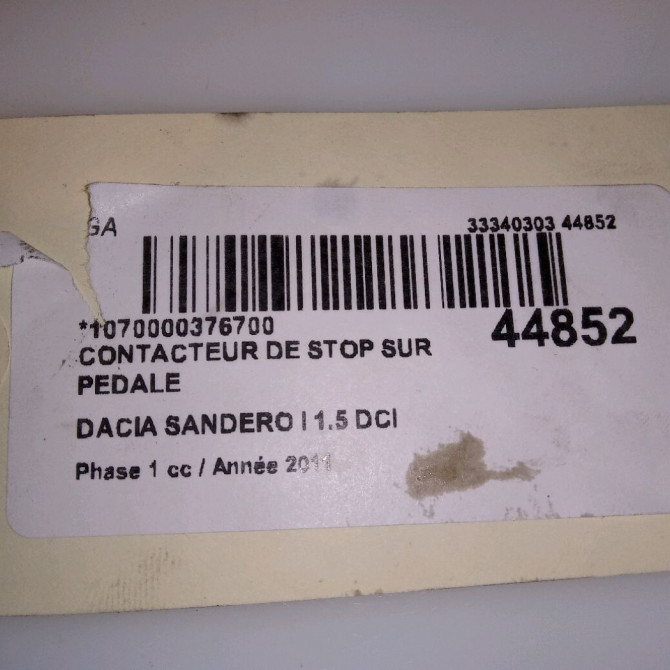 GA 33340303 44852
*1070000376700 44852
CONTACTEUR DE STOP SUR
PEDALE
DACIA SANDERO I 1.5 DCI
Phase 1 cc / Année 2011